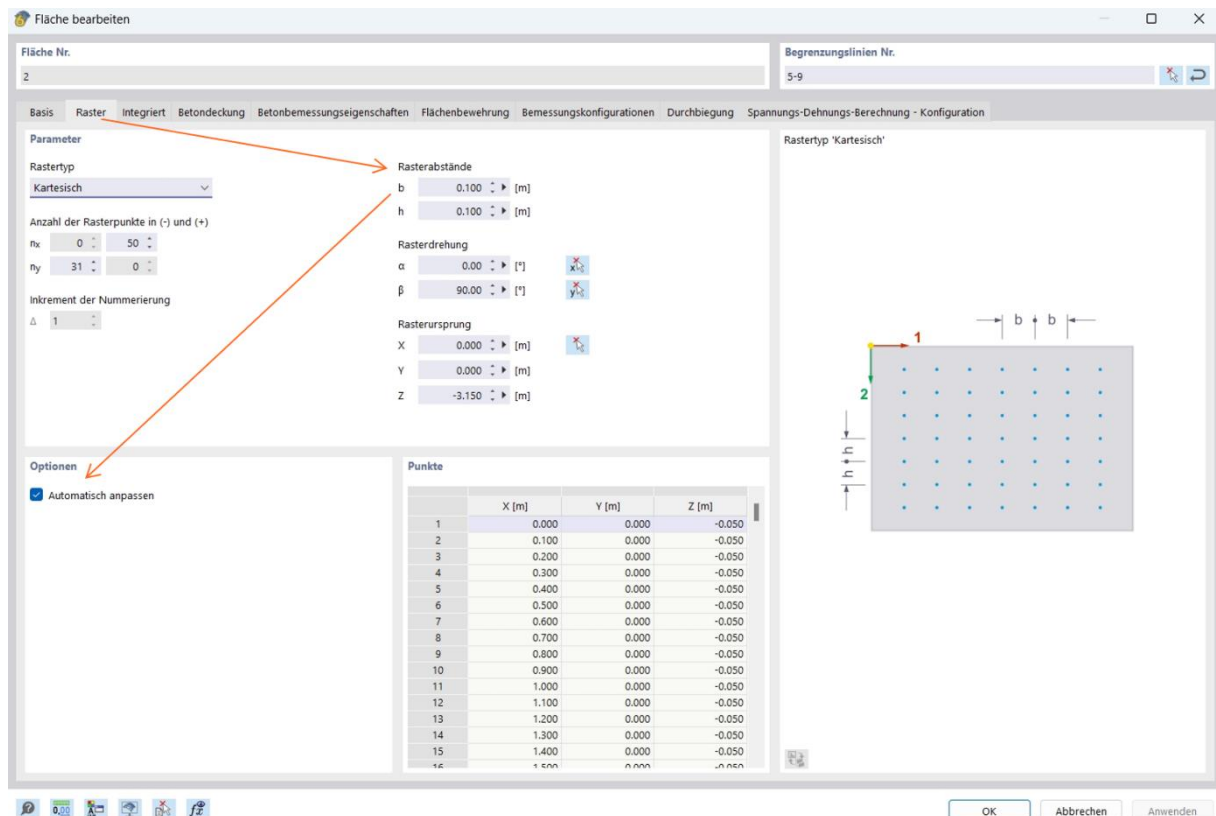 Fläche bearbeiten
Fläche Nr.
2
Begrenzungslinien Nr.
5-9
Basis Raster Integriert Betondeckung Betonbemessungseigenschaften Flächenbewehrung Bemessungskonfigurationen Durchbiegung Spannungs-Dehnungs-Berechnung - Konfiguration
Parameter
Rastertyp
Kartesisch
Anzahl der Rasterpunkte in (-) und (+)
nx 0 50
ny 31 0
Inkrement der Nummerierung
Δ 1
Rasterabstände
b 0.100 [m]
h 0.100 [m]
Rasterdrehung
α 0.00 [°]
β 90.00 [°]
Rasterursprung
X 0.000 [m]
Y 0.000 [m]
Z -3.150 [m]
Rastertyp 'Kartesisch'
b b
1
2
h
h
Optionen
Automatisch anpassen
Punkte
X [m] Y [m] Z [m]
1 0.000 0.000 -0.050
2 0.100 0.000 -0.050
3 0.200 0.000 -0.050
4 0.300 0.000 -0.050
5 0.400 0.000 -0.050
6 0.500 0.000 -0.050
7 0.600 0.000 -0.050
8 0.700 0.000 -0.050
9 0.800 0.000 -0.050
10 0.900 0.000 -0.050
11 1.000 0.000 -0.050
12 1.100 0.000 -0.050
13 1.200 0.000 -0.050
14 1.300 0.000 -0.050
15 1.400 0.000 -0.050
16 1.500 0.000 -0.050
OK Abbrechen Anwenden